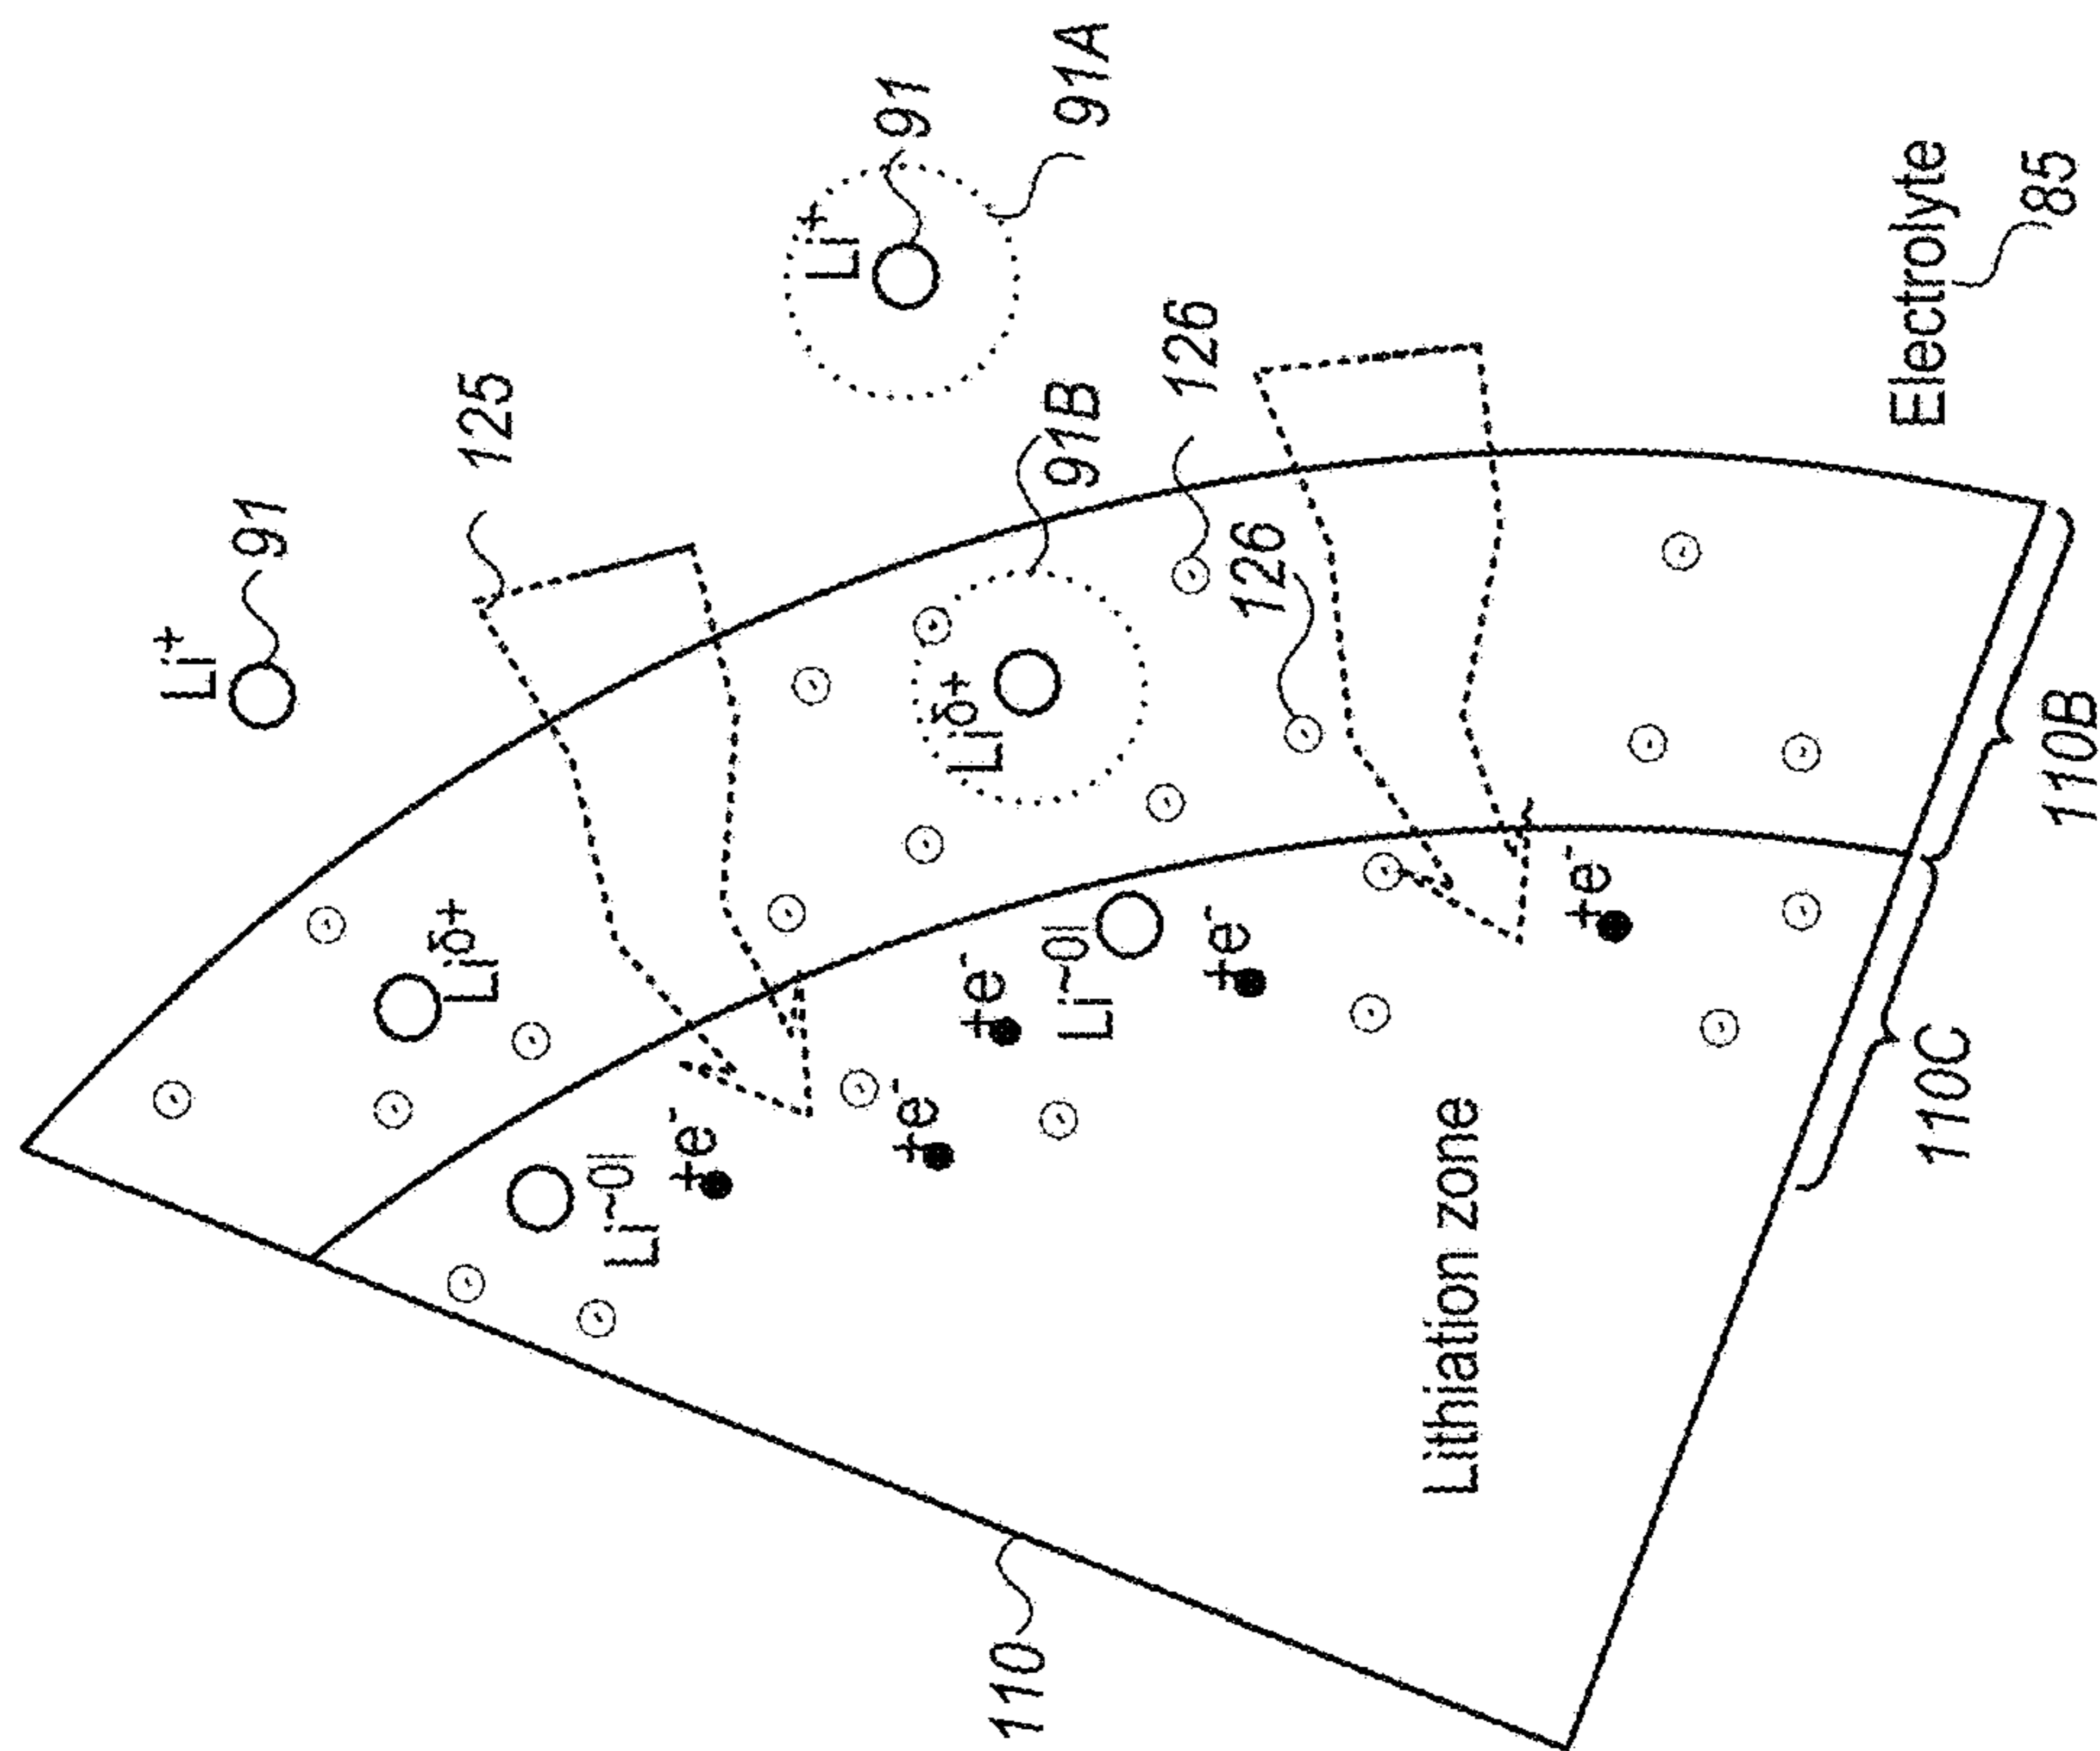 Li⁺
91
125
Liδ+
Li~0|
+e⁻
Li⁺
91
+e⁻
Liδ+
+e⁻
110
Li~0|
91B
91A
126
+e⁻
126
Lithiation zone
+e⁻
Electrolyte
110C
85
110B